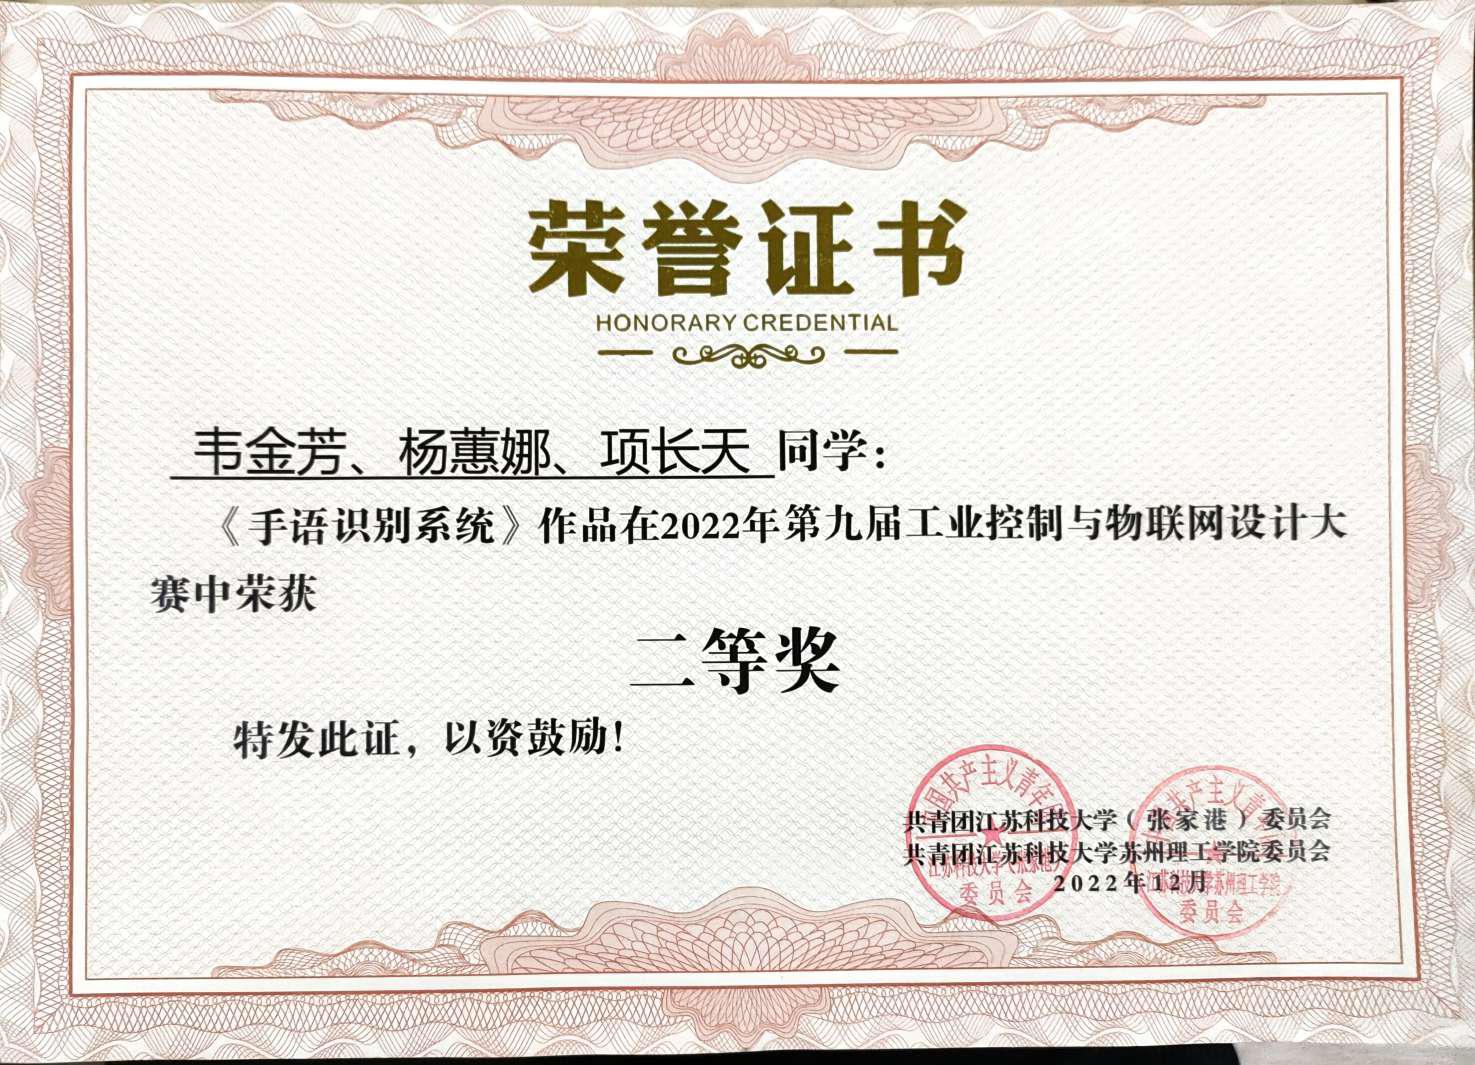 荣誉证书
HONORARY CREDENTIAL
韦金芳、杨蕙娜、项长天同学：
《手语识别系统》作品在2022年第九届工业控制与物联网设计大
赛中荣获
二等奖
特发此证，以资鼓励！
共青团江苏科技大学（张家港）委员会
共青团江苏科技大学苏州理工学院委员会
2022年12月
国共产主义青年团
江苏科技大学（张家港）
委员会
共产主义青
江苏科技大学苏州理工学院
委员会